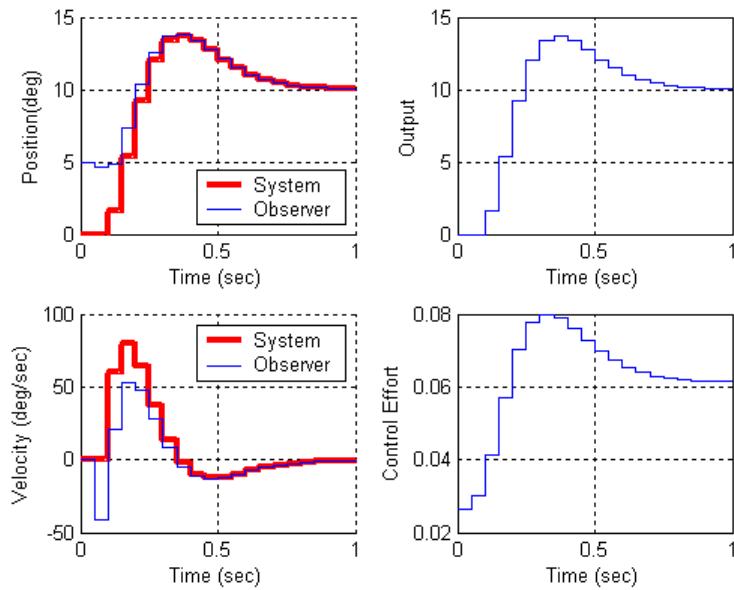 15
10
5
0
Position(deg)
System
Observer
0
0.5
1
Time (sec)
15
10
5
0
Output
0
0.5
1
Time (sec)
100
50
0
-50
Velocity (deg/sec)
System
Observer
0
0.5
1
Time (sec)
0.08
0.06
0.04
0.02
Control Effort
0
0.5
1
Time (sec)